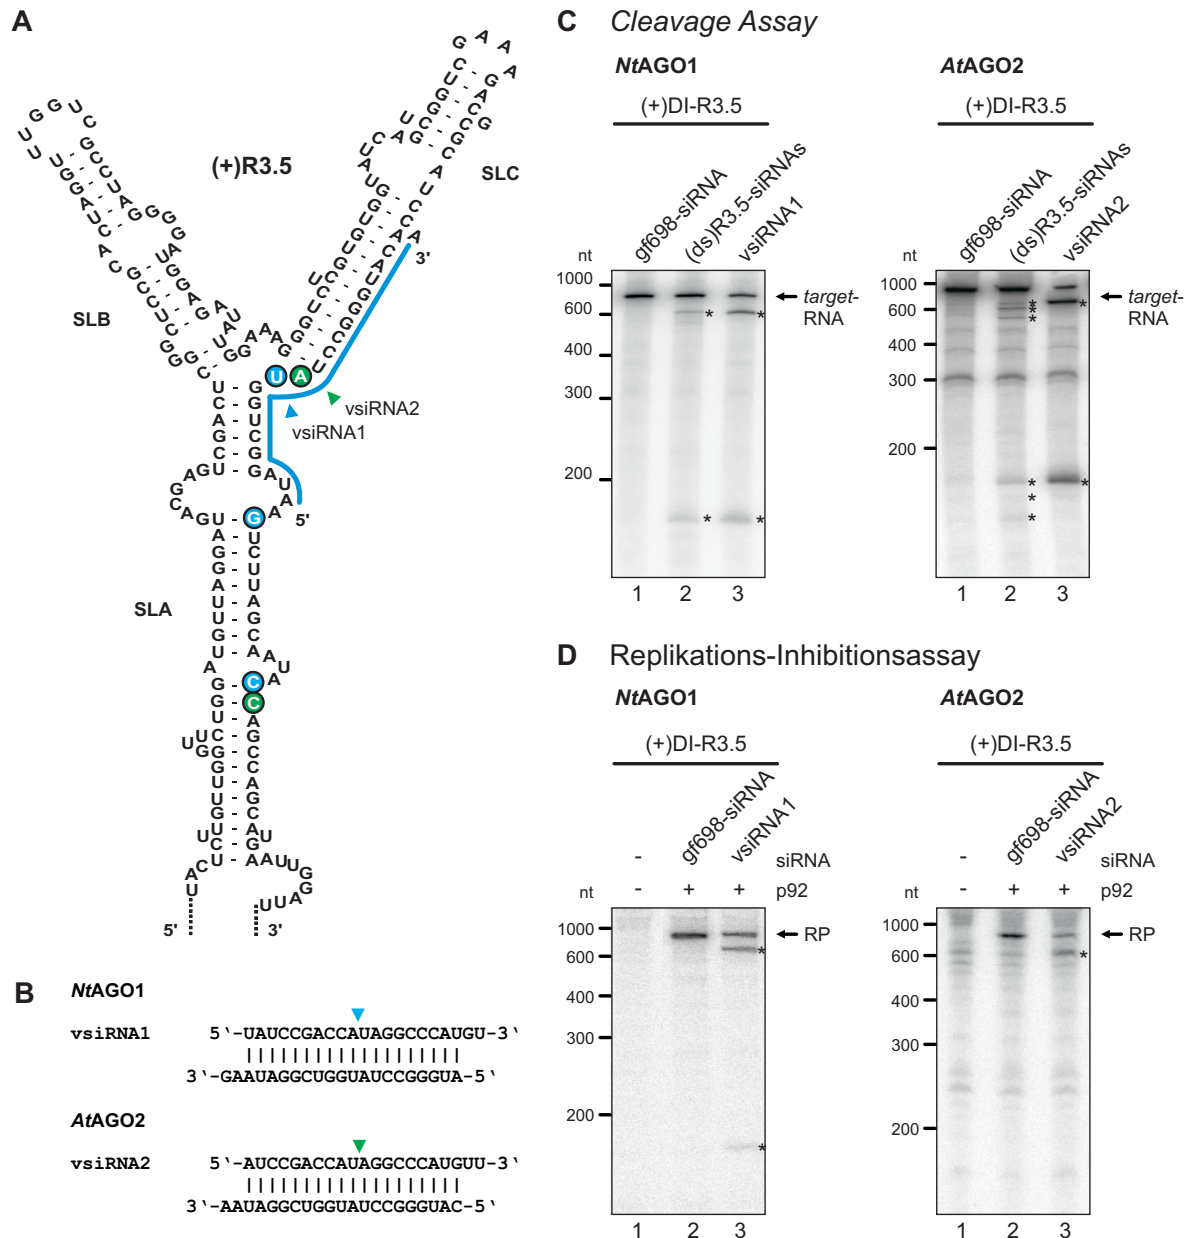 A
(+)R3.5
SLB
SLC
3'
vsiRNA2
vsiRNA1
5'
SLA
5'
3'
B
NtAGO1
vsiRNA1 5'-UAUCCGACCAUAGGCCCAUGU-3'
3'-GAAUAGGCUGGUAUCCGGGUA-5'
AtAGO2
vsiRNA2 5'-AUCCGACCAUAGGCCCAUGUU-3'
3'-AAUAGGCUGGUAUCCGGGUAC-5'
C Cleavage Assay
NtAGO1
(+)DI-R3.5
gf698-siRNA
(ds)R3.5-siRNAs
vsiRNA1
nt
1000
600
400
300
200
target-
RNA
* * * *
1 2 3
AtAGO2
(+)DI-R3.5
gf698-siRNA
(ds)R3.5-siRNAs
vsiRNA2
nt
1000
600
400
300
200
target-
RNA
* * * * * * * *
1 2 3
D Replikations-Inhibitionsassay
NtAGO1
(+)DI-R3.5
gf698-siRNA
vsiRNA1
- siRNA
nt - + + p92
1000
600
400
300
200
RP
* *
1 2 3
AtAGO2
(+)DI-R3.5
gf698-siRNA
vsiRNA2
- siRNA
nt - + + p92
1000
600
400
300
200
RP
*
1 2 3